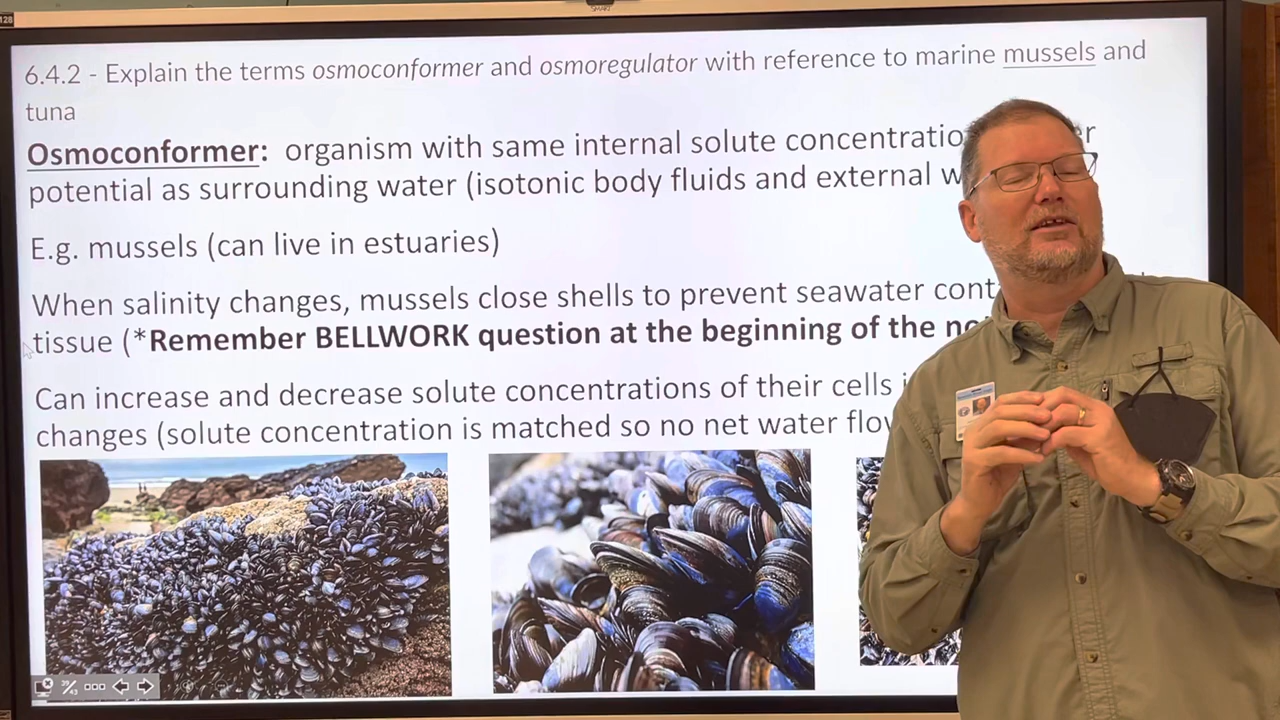 128
SMART
6.4.2 - Explain the terms osmoconformer and osmoregulator with reference to marine mussels and
tuna
Osmoconformer: organism with same internal solute
potential as surrounding water (isotonic body fluids and external
E.g. mussels (can live in estuaries)
When salinity changes, mussels close shells to prevent seawater
tissue (*Remember BELLWORK question at the beginning of the
Can increase and decrease solute concentrations of their cells
changes (solute concentration is matched so no net water